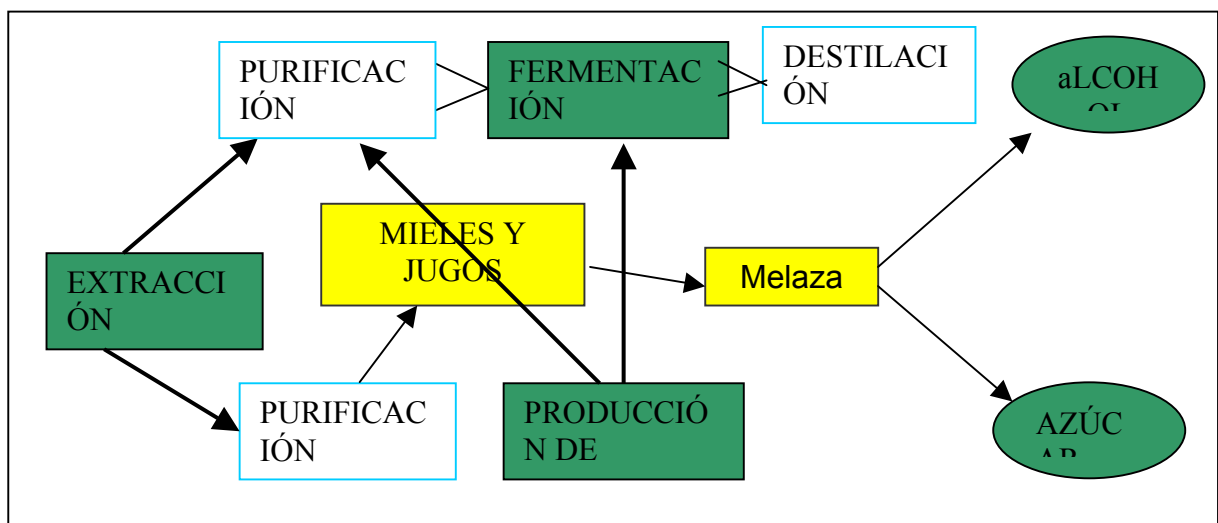 PURIFICAC
IÓN
FERMENTAC
IÓN
DESTILACI
ÓN
aLCOH
MIELES Y
JUGOS
EXTRACCI
ÓN
Melaza
PURIFICAC
IÓN
PRODUCCIÓ
N DE
AZÚC